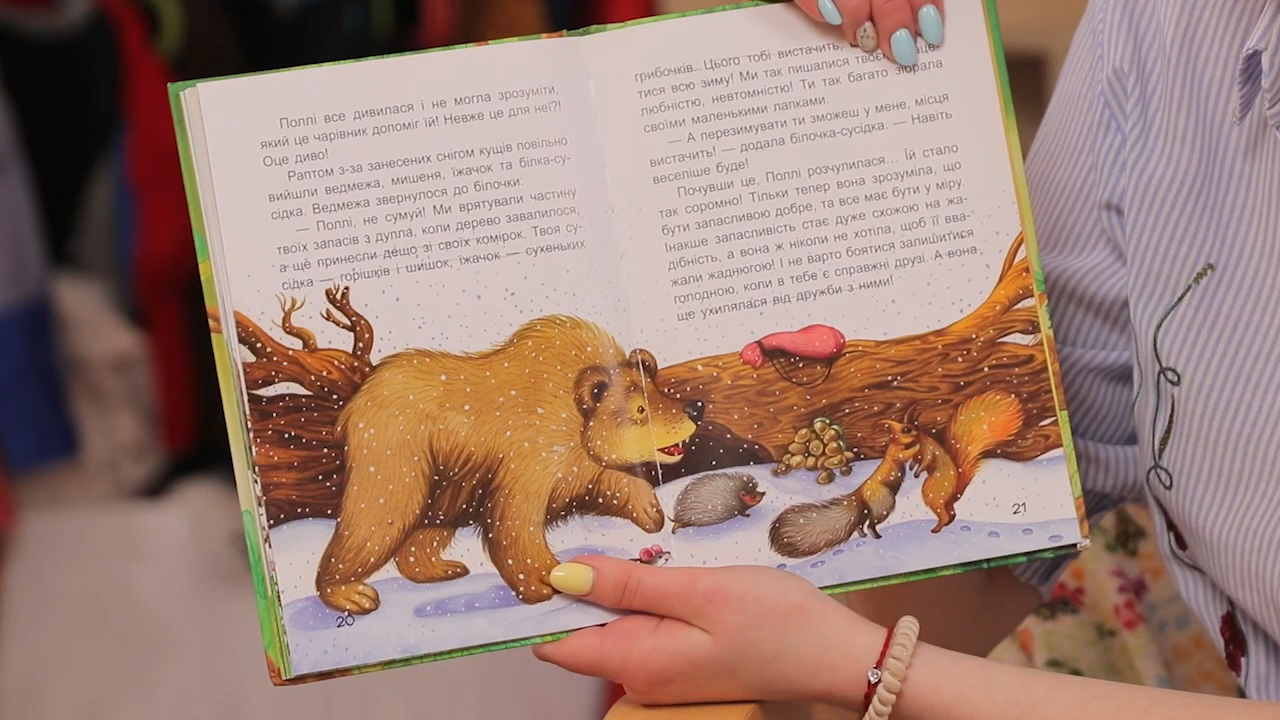 Поллі все дивилася і не могла зрозуміти,
який це чарівник допоміг їй! Невже це для неї?!
Оце диво!
Раптом з-за занесених снігом кущів повільно
вийшли ведмежа, мишеня, їжачок та білка-су-
сідка. Ведмежа звернулося до білочки:
— Поллі, не сумуй! Ми врятували частину
твоїх запасів з дупла, коли дерево завалилося,
а ще принесли дещо зі своїх комірок. Твоя су-
сідка — горішків і шишок, їжачок — сухеньких
20
грибочків. Цього тобі вистачить,
тися всю зиму! Ми так пишалися
любністю, невтомністю! Ти так багато зібрала
своїми маленькими лапками.
— А перезимувати ти зможеш у мене, місця
вистачить! — додала білочка-сусідка. — Навіть
веселіше буде!
Почувши це, Поллі розчулилася... Їй стало
так соромно! Тільки тепер вона зрозуміла, що
бути запасливою добре, та все має бути у міру.
Інакше запасливість стає дуже схожою на жа-
дібність, а вона ж ніколи не хотіла, щоб її вва-
жали жаднюгою! І не варто боятися залишитися
голодною, коли в тебе є справжні друзі. А вона
ще ухилялася від дружби з ними!
21